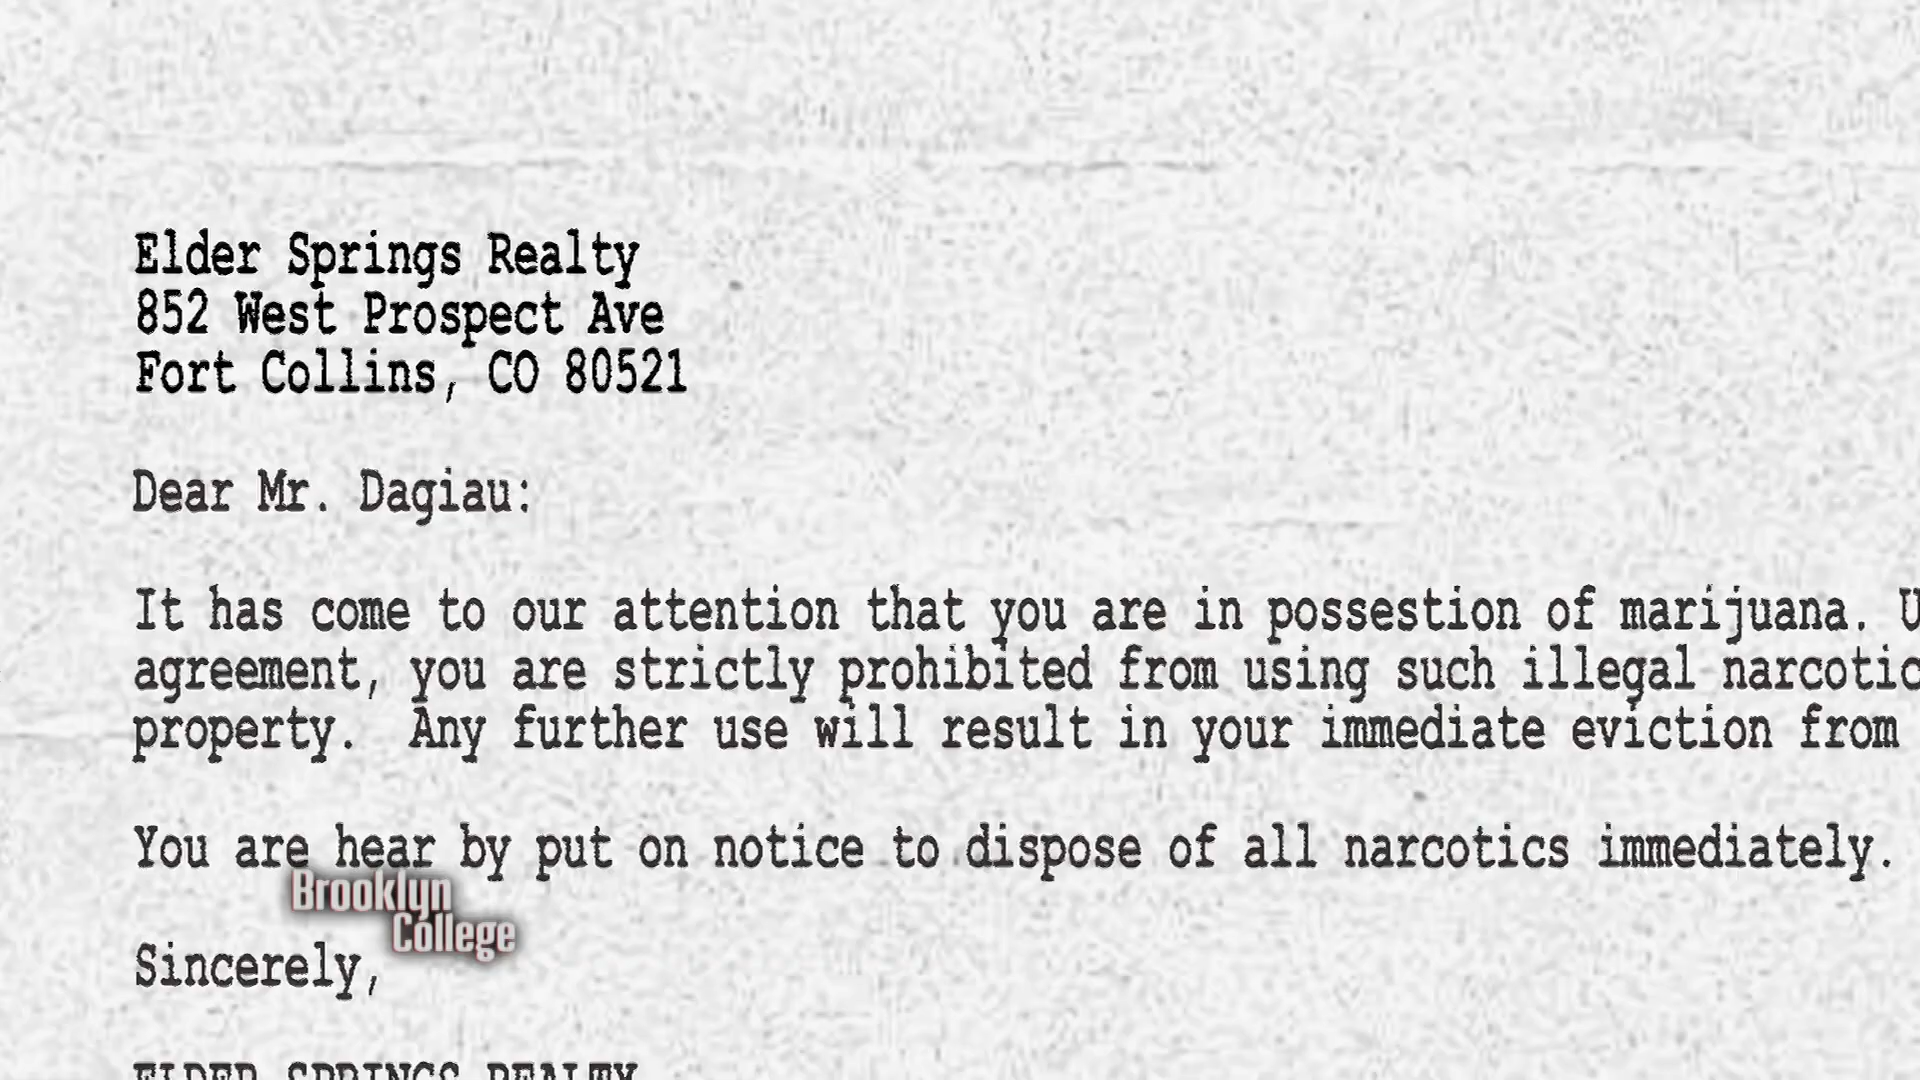 Elder Springs Realty
852 West Prospect Ave
Fort Collins, CO 80521
Dear Mr. Dagiau:
It has come to our attention that you are in possestion of marijuana. U
agreement, you are strictly prohibited from using such illegal narcotic
property. Any further use will result in your immediate eviction from
You are hear by put on notice to dispose of all narcotics immediately.
Brooklyn
College
Sincerely,
ELDER SPRINGS REALTY